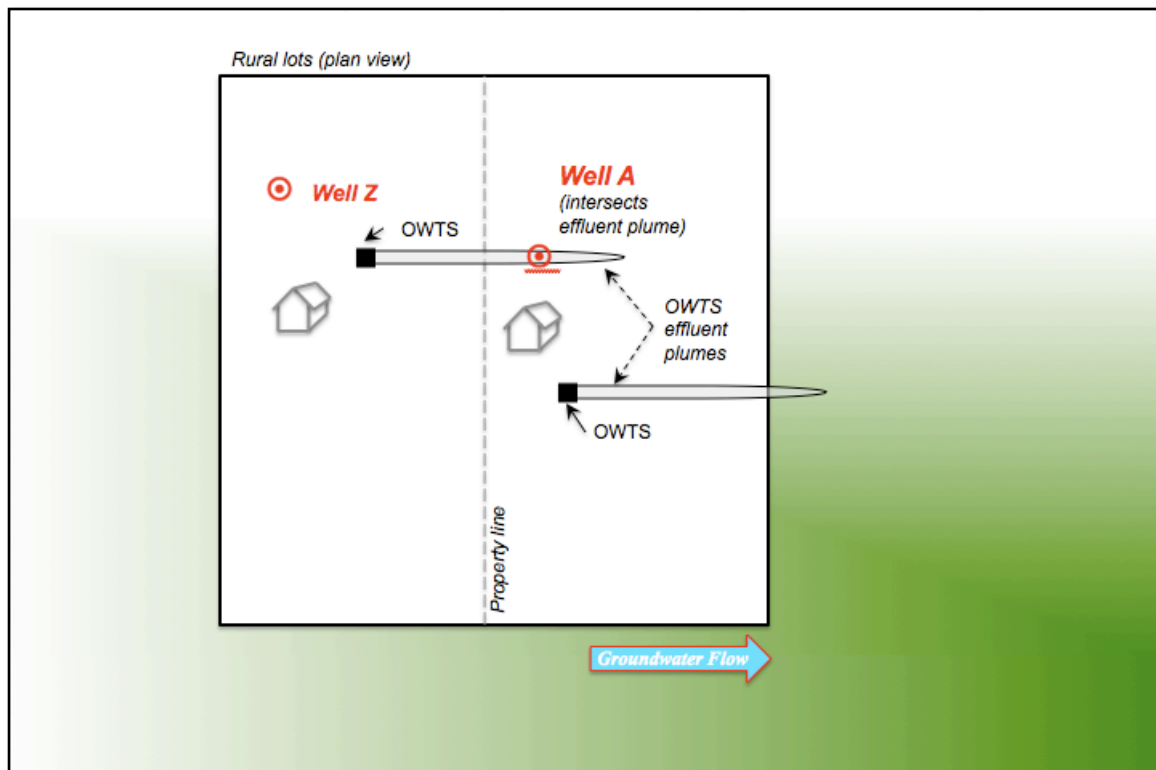 Rural lots (plan view)
Well Z
Well A
(intersects
effluent plume)
OWTS
OWTS
effluent
plumes
OWTS
Property line
Groundwater Flow